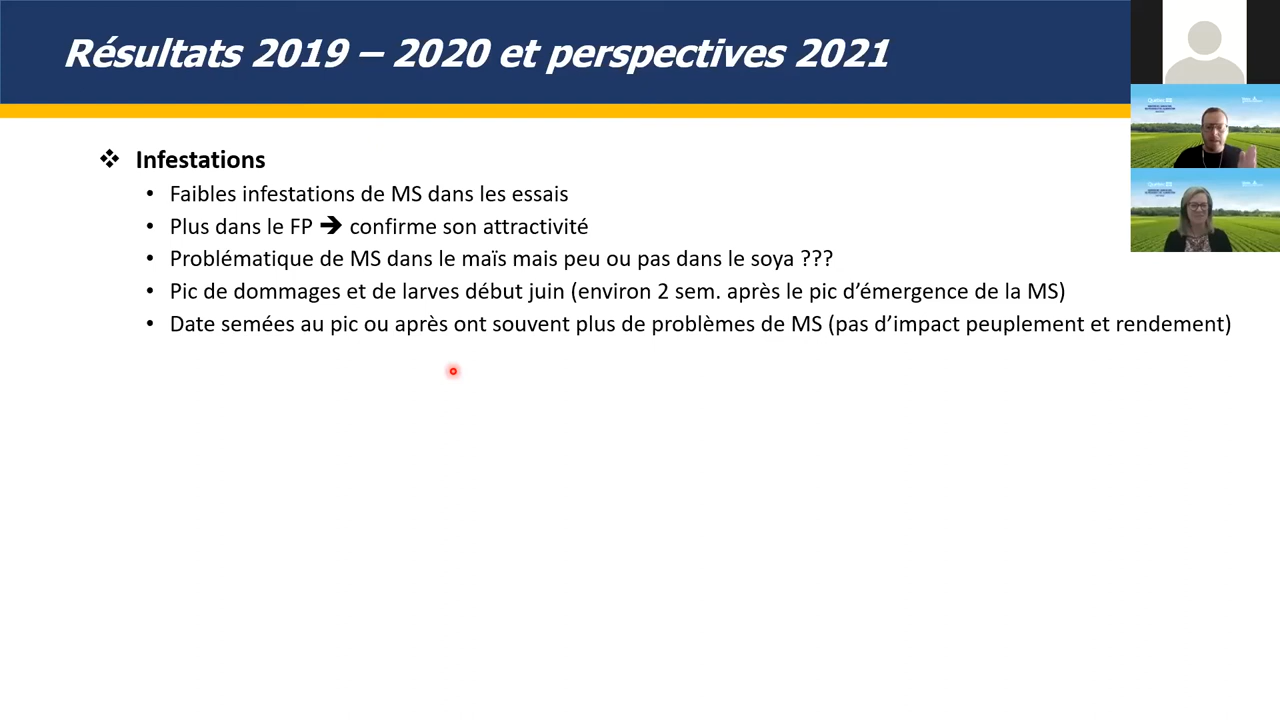 Résultats 2019 – 2020 et perspectives 2021
❖ Infestations
• Faibles infestations de MS dans les essais
• Plus dans le FP ➔ confirme son attractivité
• Problématique de MS dans le maïs mais peu ou pas dans le soya ???
• Pic de dommages et de larves début juin (environ 2 sem. après le pic d’émergence de la MS)
• Date semées au pic ou après ont souvent plus de problèmes de MS (pas d’impact peuplement et rendement)
Québec
Québec